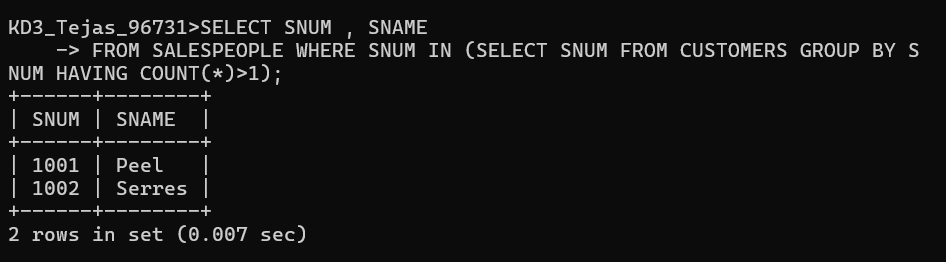 KD3_Tejas_96731>SELECT SNUM , SNAME
    -> FROM SALESPEOPLE WHERE SNUM IN (SELECT SNUM FROM CUSTOMERS GROUP BY S
NUM HAVING COUNT(*)>1);
+------+--------+
| SNUM | SNAME  |
+------+--------+
| 1001 | Peel   |
| 1002 | Serres |
+------+--------+
2 rows in set (0.007 sec)